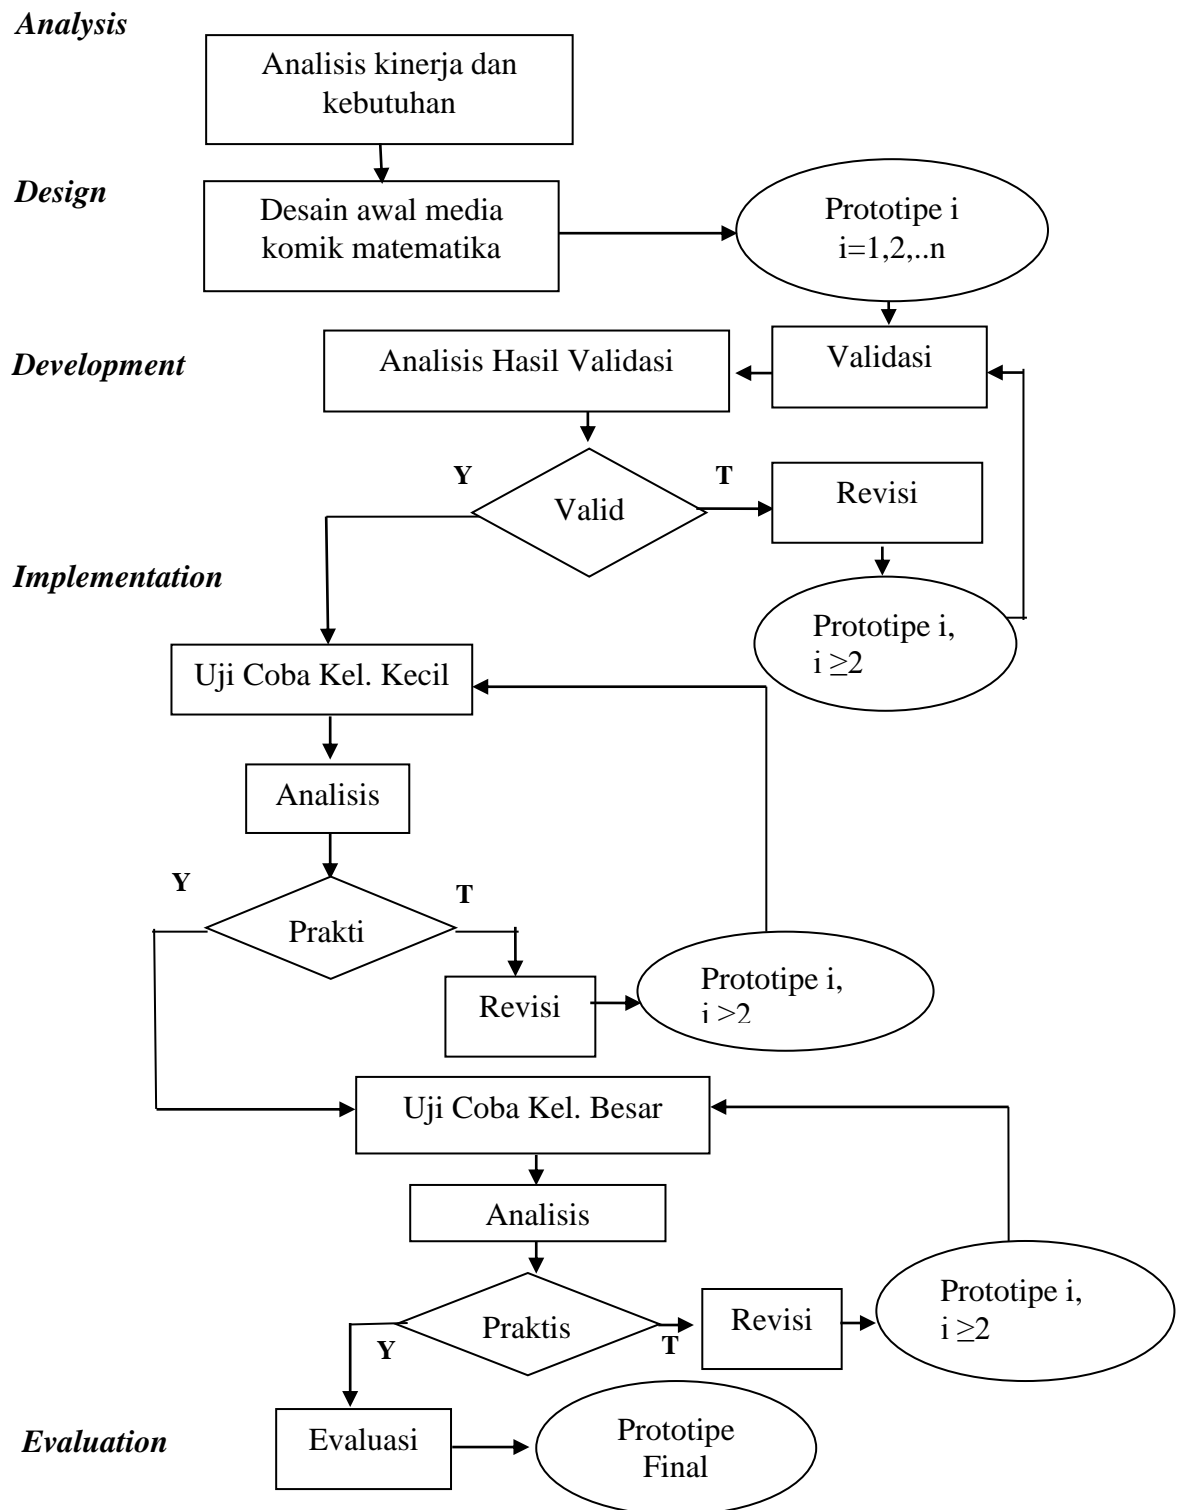 Analysis
Analisis kinerja dan
kebutuhan
Design
Desain awal media
komik matematika
Prototipe i
i=1,2,..n
Development
Analisis Hasil Validasi
Validasi
Y
Valid
T
Revisi
Implementation
Prototipe i,
i ≥2
Uji Coba Kel. Kecil
Analisis
Y
Prakti
T
Revisi
Prototipe i,
i ≥2
Uji Coba Kel. Besar
Analisis
Y
Praktis
T
Revisi
Prototipe i,
i ≥2
Evaluation
Evaluasi
Prototipe
Final